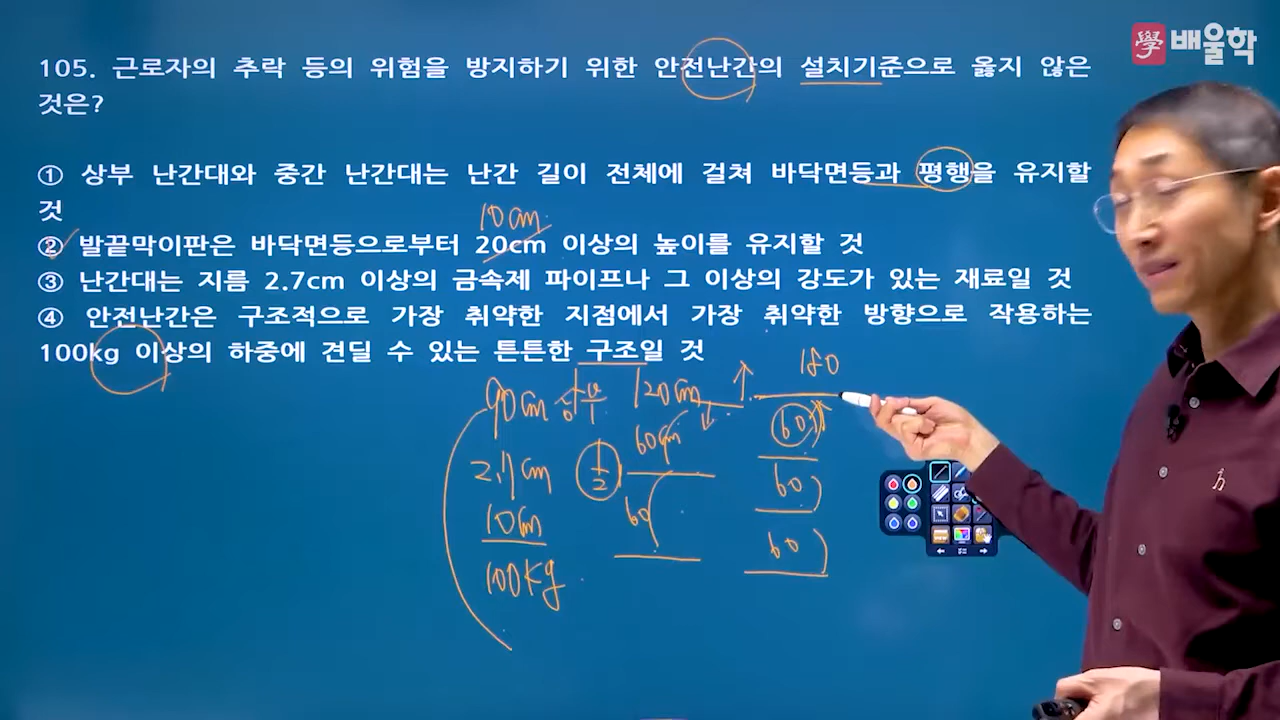 學 배울학
105. 근로자의 추락 등의 위험을 방지하기 위한 안전난간의 설치기준으로 옳지 않은
것은?
① 상부 난간대와 중간 난간대는 난간 길이 전체에 걸쳐 바닥면등과 평행을 유지할
것
10cm
② 발끝막이판은 바닥면등으로부터 20cm 이상의 높이를 유지할 것
③ 난간대는 지름 2.7cm 이상의 금속제 파이프나 그 이상의 강도가 있는 재료일 것
④ 안전난간은 구조적으로 가장 취약한 지점에서 가장 취약한 방향으로 작용하는
100kg 이상의 하중에 견딜 수 있는 튼튼한 구조일 것
90cm 상부 120cm 180
60cm 60
2.7cm 1/2 60
10cm 60 60
100kg